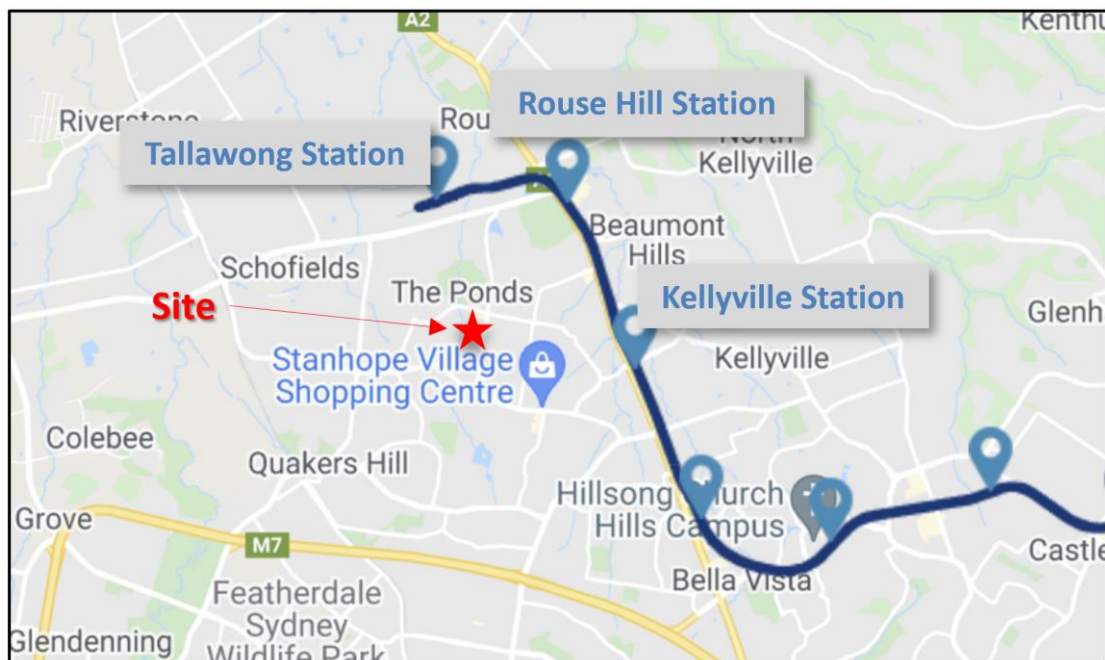 A2
Kenthu
Rouse Hill Station
Riverstone
Rou
Tallawong Station
North
Kellyville
Beaumont
Hills
Schofields
The Ponds
Kellyville Station
Site
Glenh
Stanhope Village
Shopping Centre
Kellyville
Colebee
Quakers Hill
Hillsong Church
Hills Campus
Grove
M7
Castle
Bella Vista
Featherdale
Sydney
Wildlife Park
Glendenning